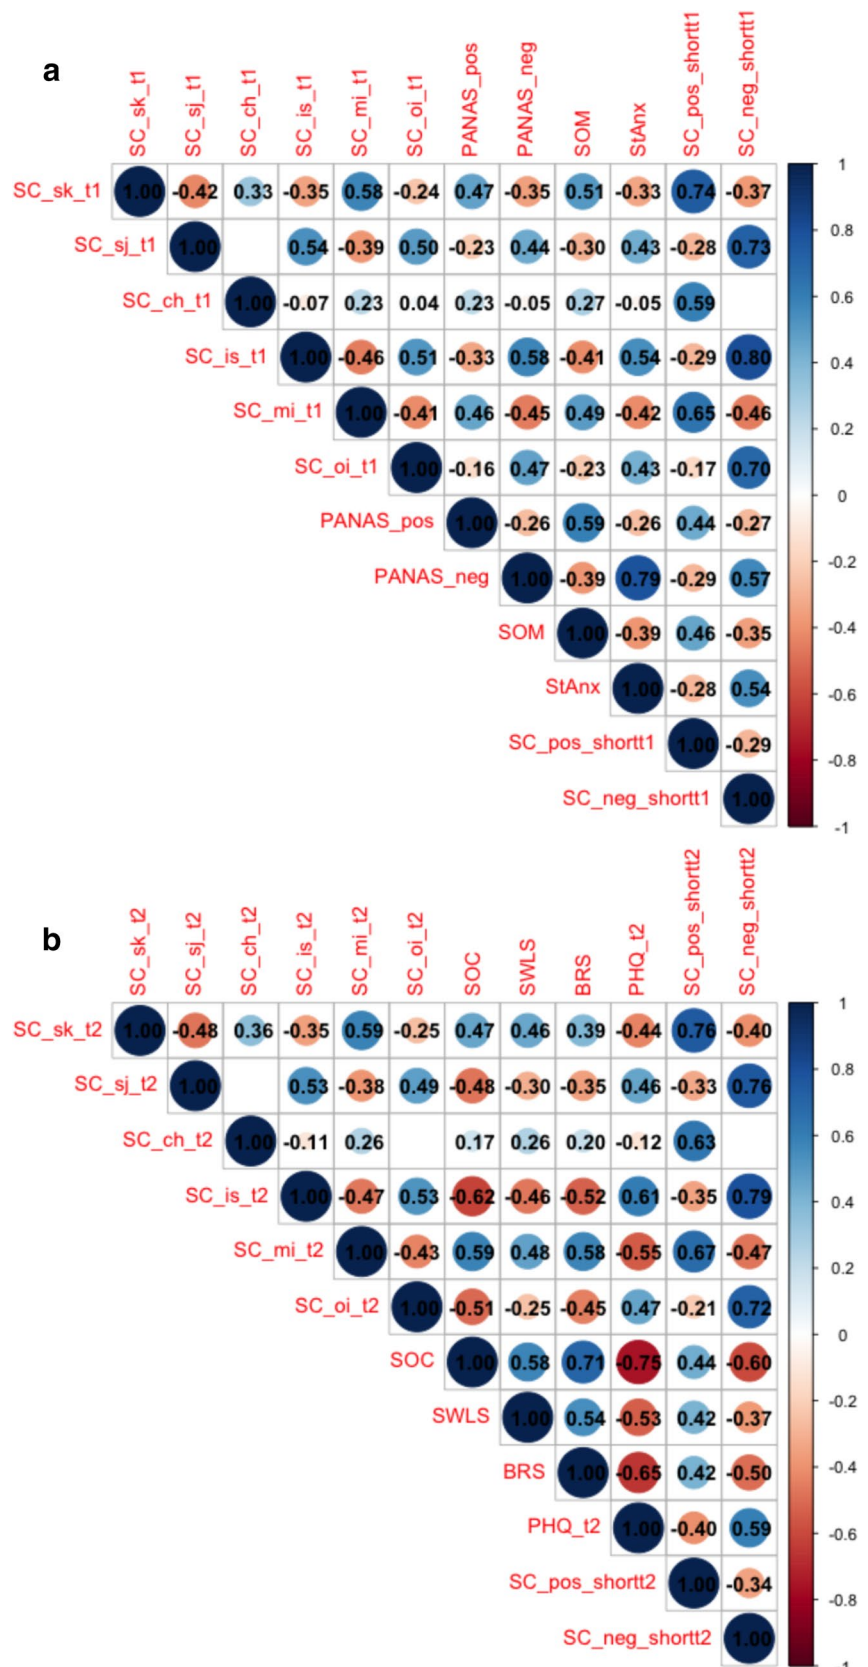 a
SC_sk_t1 SC_sj_t1 SC_ch_t1 SC_is_t1 SC_mi_t1 SC_oi_t1 PANAS_pos PANAS_neg SOM StAnx SC_pos_shortt1 SC_neg_shortt1
SC_sk_t1 1.00 -0.42 0.33 -0.35 0.58 -0.24 0.47 -0.35 0.51 -0.33 0.74 -0.37
SC_sj_t1 1.00 0.54 -0.39 0.50 -0.23 0.44 -0.30 0.43 -0.28 0.73
SC_ch_t1 1.00 -0.07 0.23 0.04 0.23 -0.05 0.27 -0.05 0.59
SC_is_t1 1.00 -0.46 0.51 -0.33 0.58 -0.41 0.54 -0.29 0.80
SC_mi_t1 1.00 -0.41 0.46 -0.45 0.49 -0.42 0.65 -0.46
SC_oi_t1 1.00 -0.16 0.47 -0.23 0.43 -0.17 0.70
PANAS_pos 1.00 -0.26 0.59 -0.26 0.44 -0.27
PANAS_neg 1.00 -0.39 0.79 -0.29 0.57
SOM 1.00 -0.39 0.46 -0.35
StAnx 1.00 -0.28 0.54
SC_pos_shortt1 1.00 -0.29
SC_neg_shortt1 1.00
1
0.8
0.6
0.4
0.2
0
-0.2
-0.4
-0.6
-0.8
-1
b
SC_sk_t2 SC_sj_t2 SC_ch_t2 SC_is_t2 SC_mi_t2 SC_oi_t2 SOC SWLS BRS PHQ_t2 SC_pos_shortt2 SC_neg_shortt2
SC_sk_t2 1.00 -0.48 0.36 -0.35 0.59 -0.25 0.47 0.46 0.39 -0.44 0.76 -0.40
SC_sj_t2 1.00 0.53 -0.38 0.49 -0.48 -0.30 -0.35 0.46 -0.33 0.76
SC_ch_t2 1.00 -0.11 0.26 0.17 0.26 0.20 -0.12 0.63
SC_is_t2 1.00 -0.47 0.53 -0.62 -0.46 -0.52 0.61 -0.35 0.79
SC_mi_t2 1.00 -0.43 0.59 0.48 0.58 -0.55 0.67 -0.47
SC_oi_t2 1.00 -0.51 -0.25 -0.45 0.47 -0.21 0.72
SOC 1.00 0.58 0.71 -0.75 0.44 -0.60
SWLS 1.00 0.54 -0.53 0.42 -0.37
BRS 1.00 -0.65 0.42 -0.50
PHQ_t2 1.00 -0.40 0.59
SC_pos_shortt2 1.00 -0.34
SC_neg_shortt2 1.00
1
0.8
0.6
0.4
0.2
0
-0.2
-0.4
-0.6
-0.8
-1